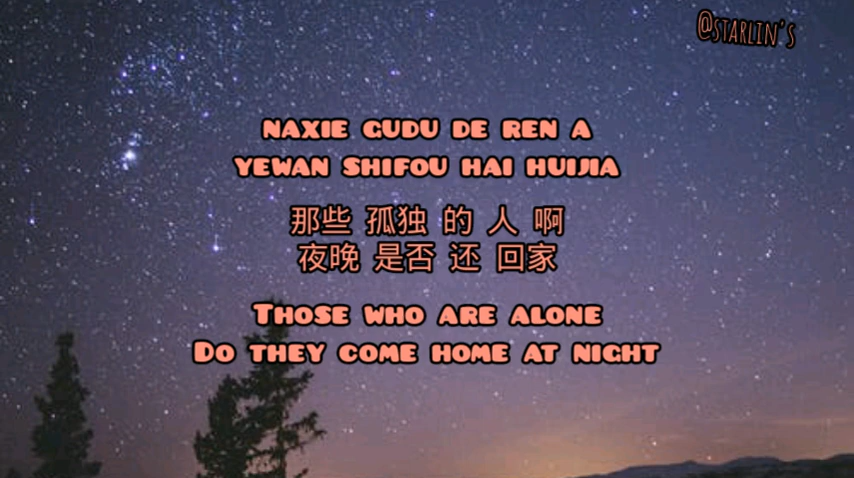 @STARLIN'S
NAXIE GUDU DE REN A
YEWAN SHIFOU HAI HUIJIA
那些 孤独 的 人 啊
夜晚 是否 还 回家
THOSE WHO ARE ALONE
DO THEY COME HOME AT NIGHT